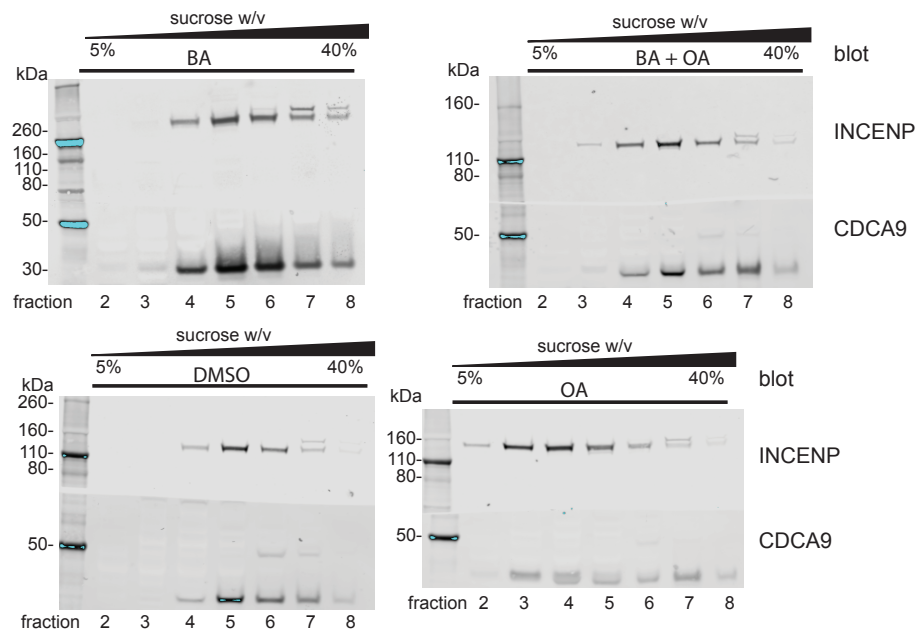 sucrose w/v
5% 40%
BA
kDa
260-
160-
110-
80-
50-
30-
fraction 2 3 4 5 6 7 8
sucrose w/v
5% 40%
BA + OA
blot
kDa
160-
110-
80-
50-
INCENP
CDCA9
fraction 2 3 4 5 6 7 8
sucrose w/v
5% 40%
DMSO
kDa
260-
160-
110-
80-
50-
fraction 2 3 4 5 6 7 8
sucrose w/v
5% 40%
OA
blot
kDa
160-
110-
80-
50-
INCENP
CDCA9
fraction 2 3 4 5 6 7 8